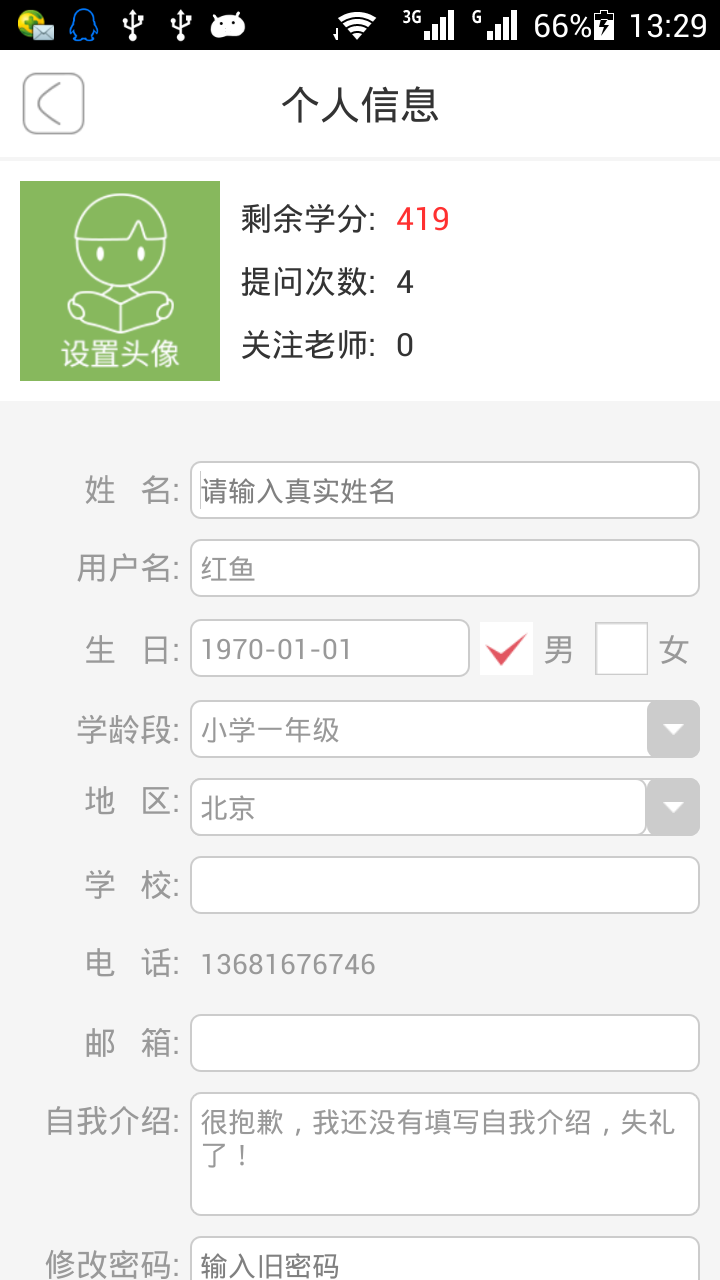 3G G 66% 13:29
个人信息
设置头像
剩余学分: 419
提问次数: 4
关注老师: 0
姓 名: 请输入真实姓名
用户名: 红鱼
生 日: 1970-01-01 男 女
学龄段: 小学一年级
地 区: 北京
学 校:
电 话: 13681676746
邮 箱:
自我介绍: 很抱歉，我还没有填写自我介绍，失礼
了！
修改密码: 输入旧密码